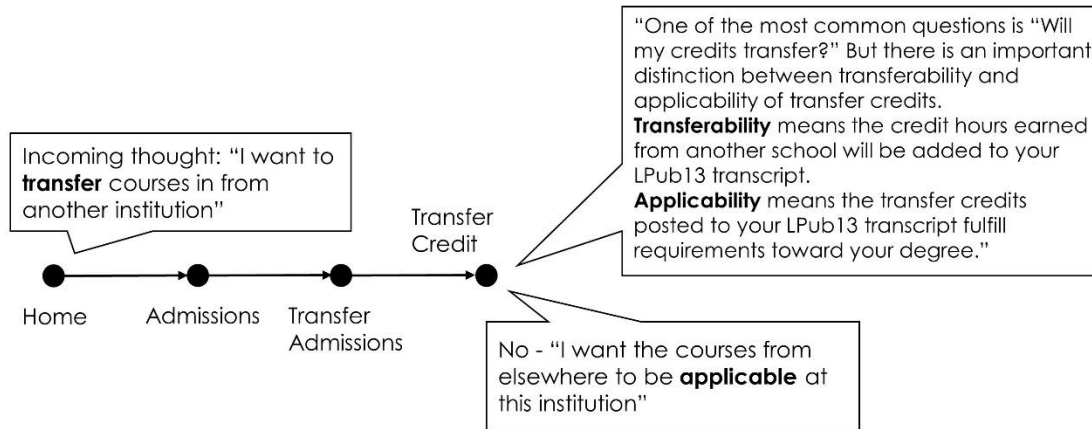 “One of the most common questions is “Will
my credits transfer?” But there is an important
distinction between transferability and
applicability of transfer credits.
Transferability means the credit hours earned
from another school will be added to your
LPub13 transcript.
Applicability means the transfer credits
posted to your LPub13 transcript fulfill
requirements toward your degree.”
Incoming thought: “I want to
transfer courses in from
another institution”
Transfer
Credit
Home
Admissions
Transfer
Admissions
No - “I want the courses from
elsewhere to be applicable at
this institution”